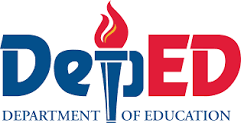 DepED
DEPARTMENT OF EDUCATION